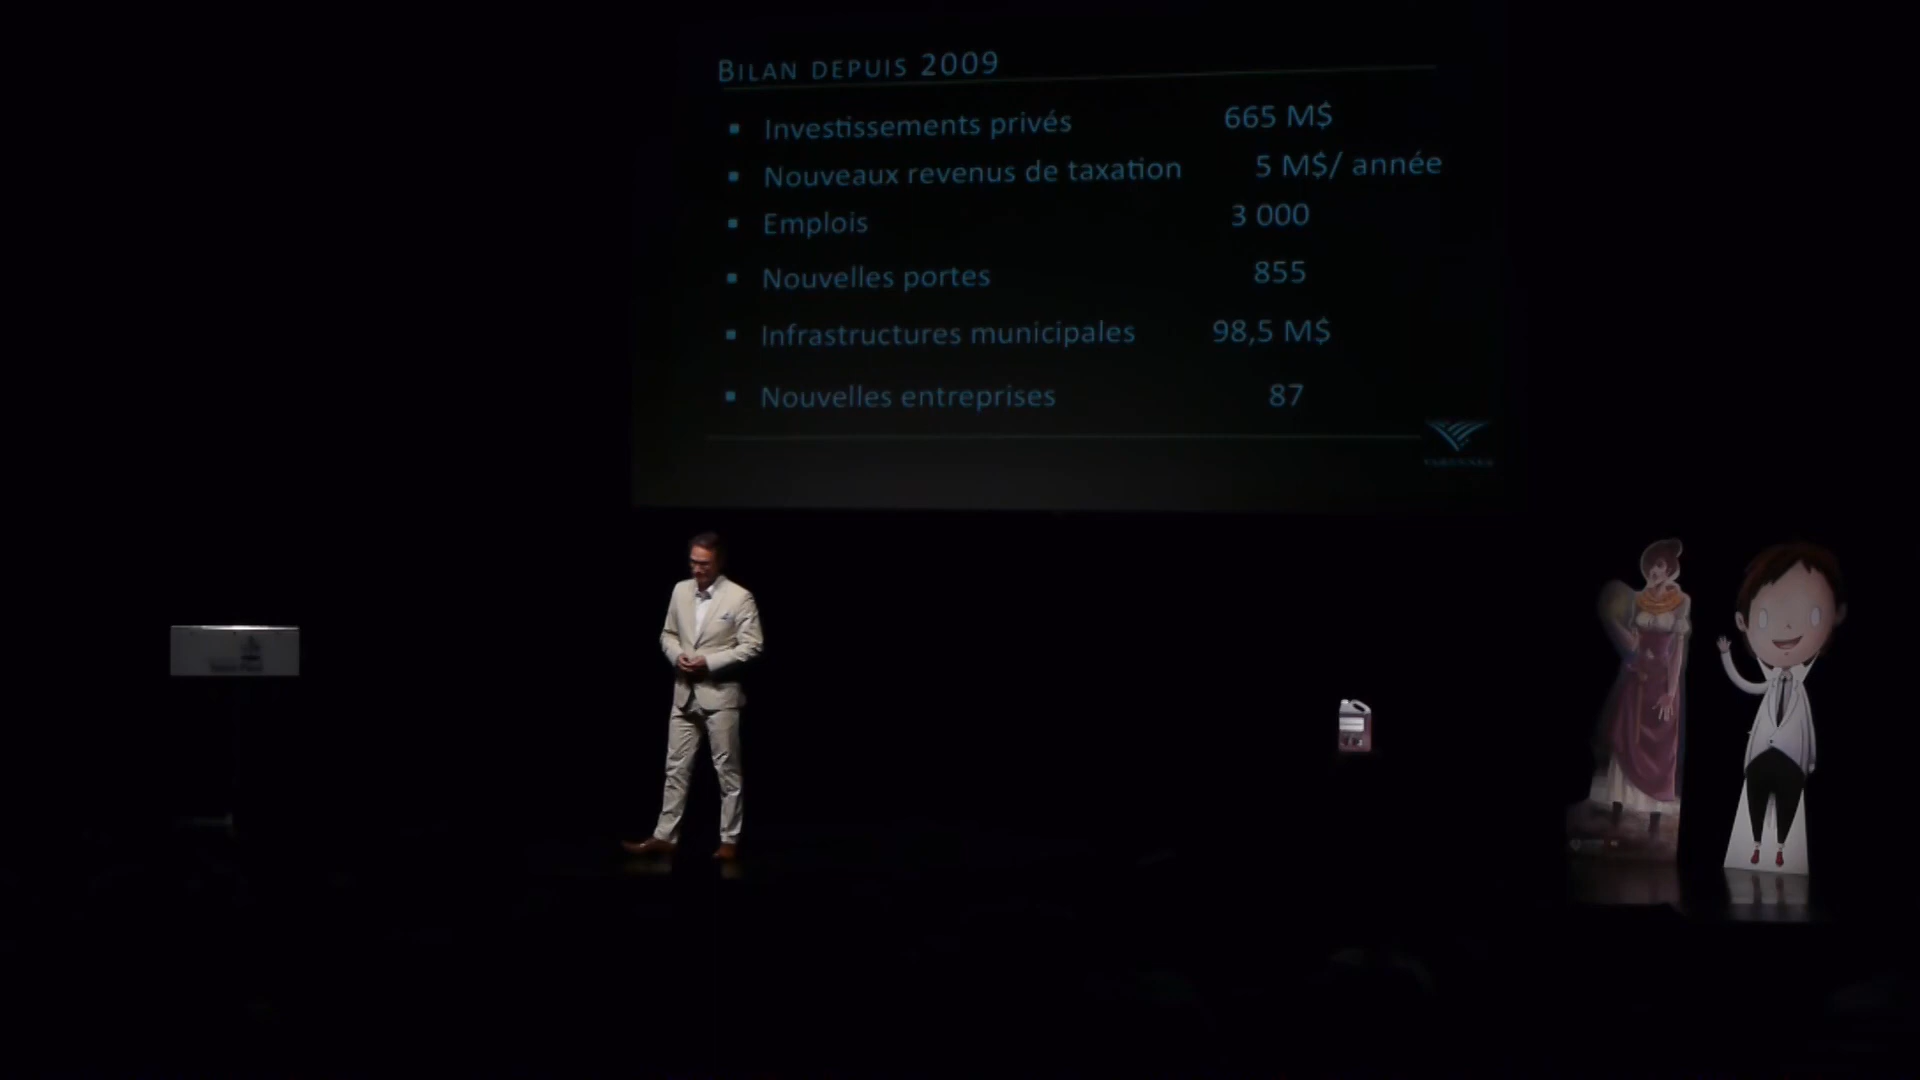 BILAN DEPUIS 2009
▪ Investissements privés 665 M$
▪ Nouveaux revenus de taxation 5 M$/ année
▪ Emplois 3 000
▪ Nouvelles portes 855
▪ Infrastructures municipales 98,5 M$
▪ Nouvelles entreprises 87